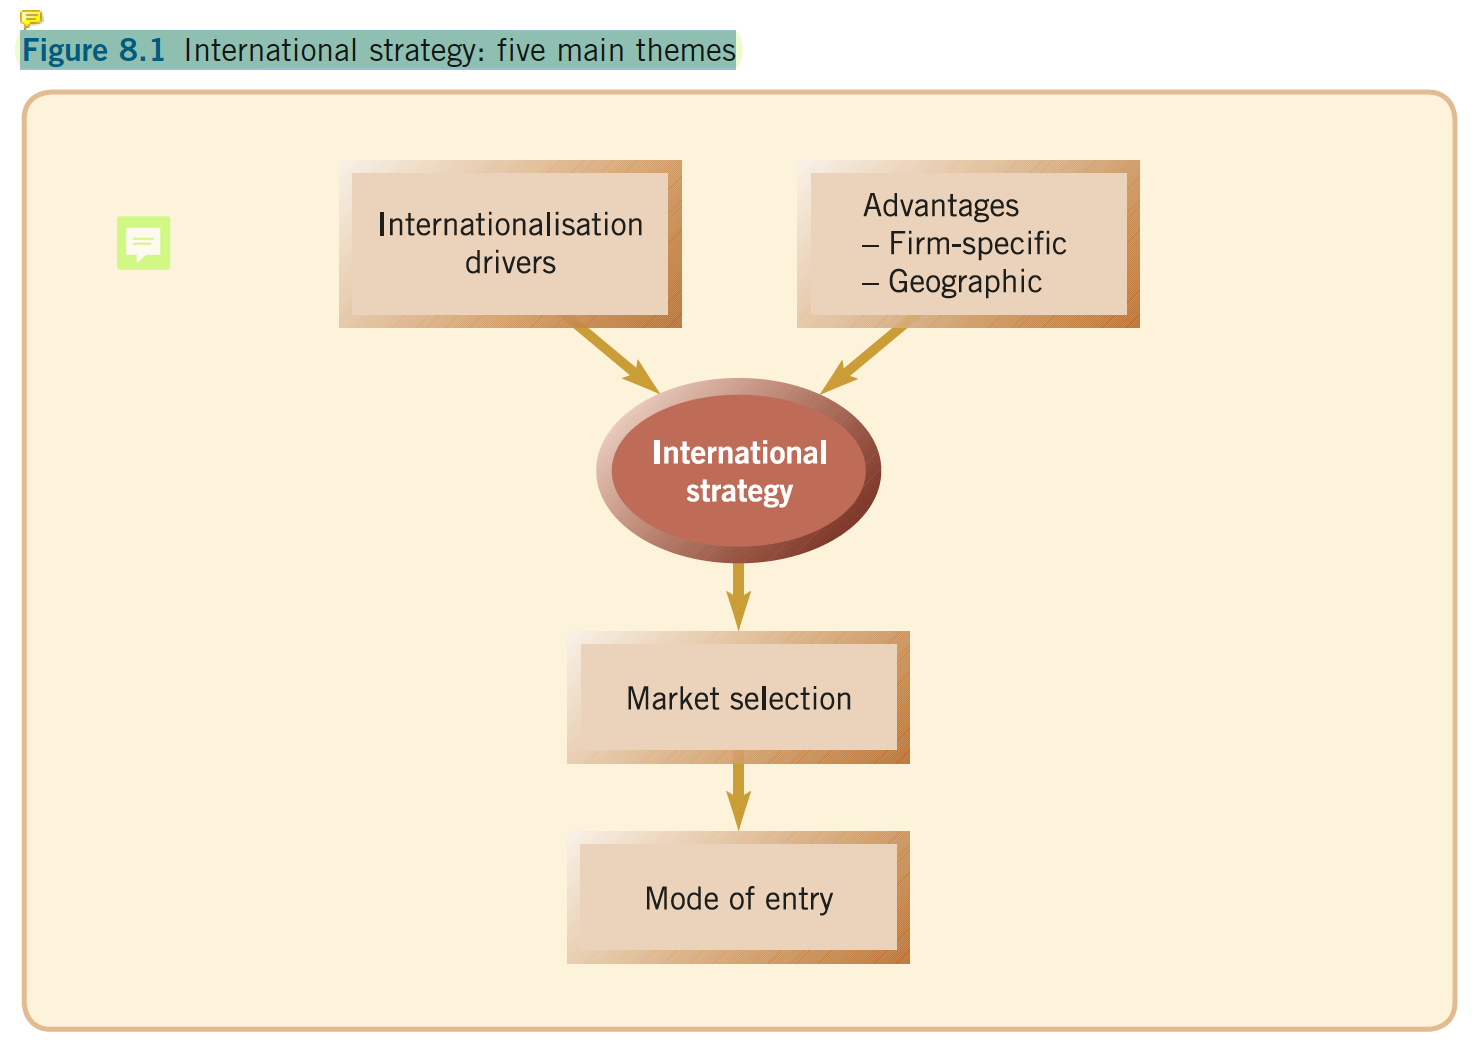 Figure 8.1 International strategy: five main themes
Internationalisation
drivers
Advantages
– Firm-specific
– Geographic
International
strategy
Market selection
Mode of entry